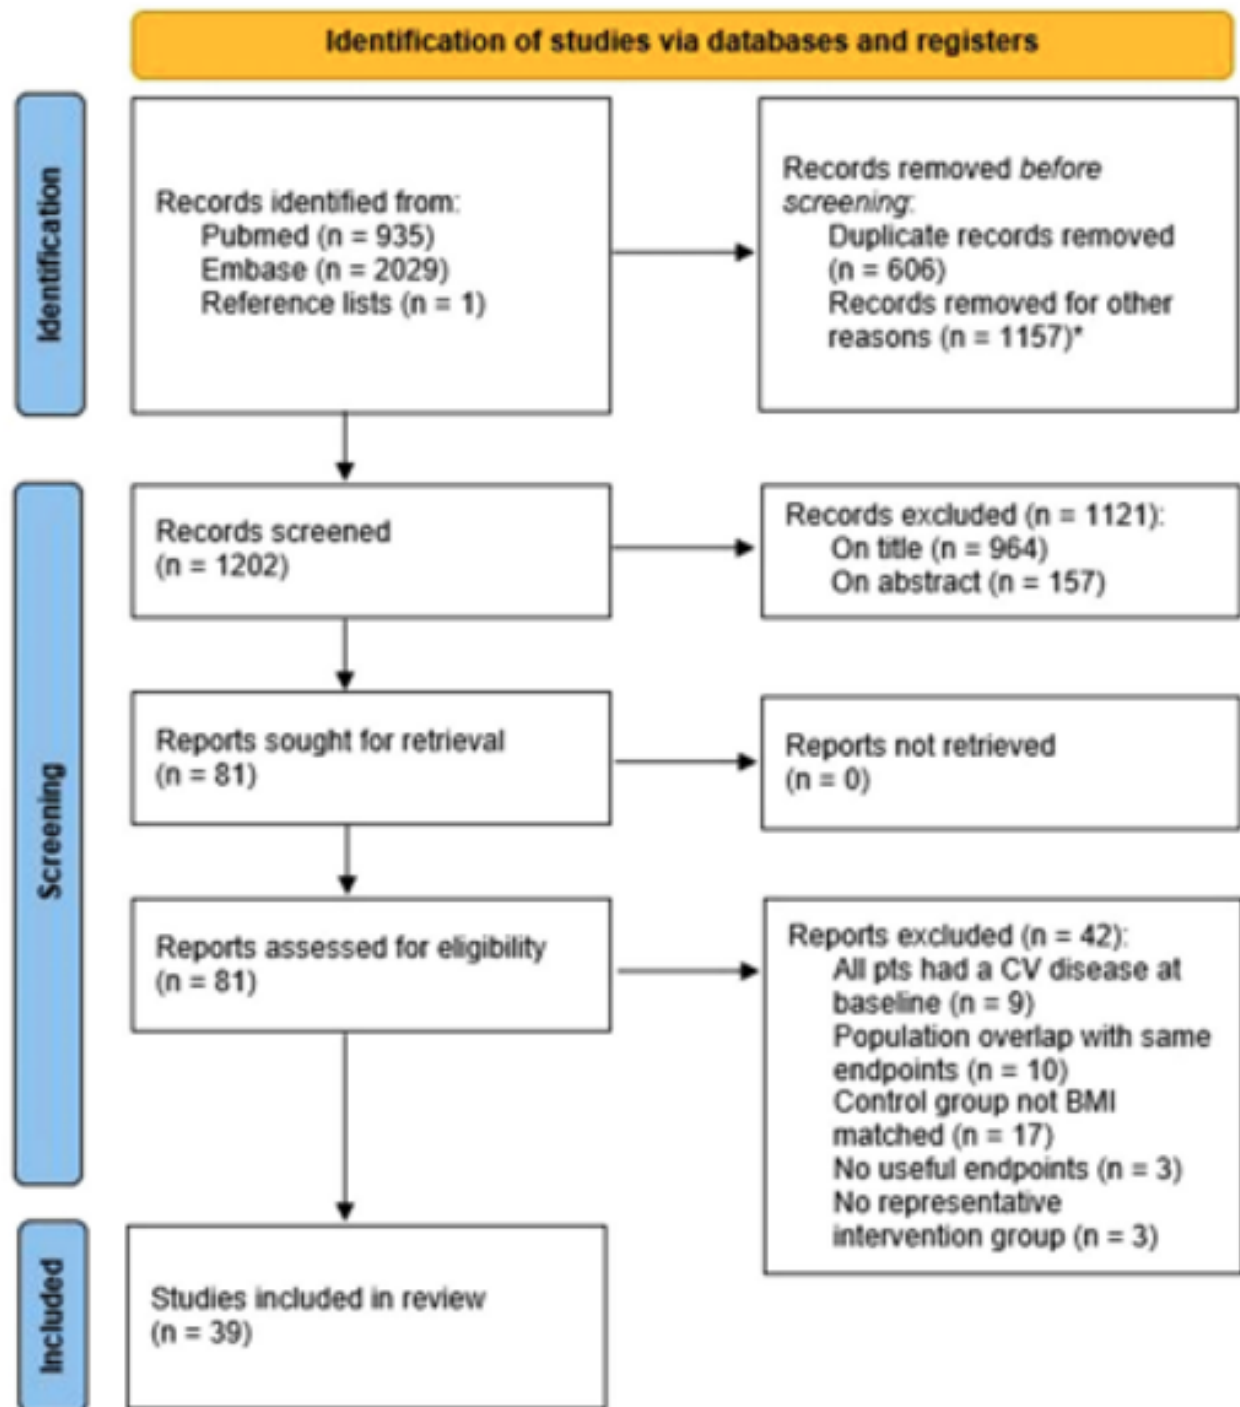 Identification of studies via databases and registers
Identification
Records identified from:
Pubmed (n = 935)
Embase (n = 2029)
Reference lists (n = 1)
Records removed before
screening:
Duplicate records removed
(n = 606)
Records removed for other
reasons (n = 1157)*
Screening
Records screened
(n = 1202)
Records excluded (n = 1121):
On title (n = 964)
On abstract (n = 157)
Reports sought for retrieval
(n = 81)
Reports not retrieved
(n = 0)
Reports assessed for eligibility
(n = 81)
Reports excluded (n = 42):
All pts had a CV disease at
baseline (n = 9)
Population overlap with same
endpoints (n = 10)
Control group not BMI
matched (n = 17)
No useful endpoints (n = 3)
No representative
intervention group (n = 3)
Included
Studies included in review
(n = 39)